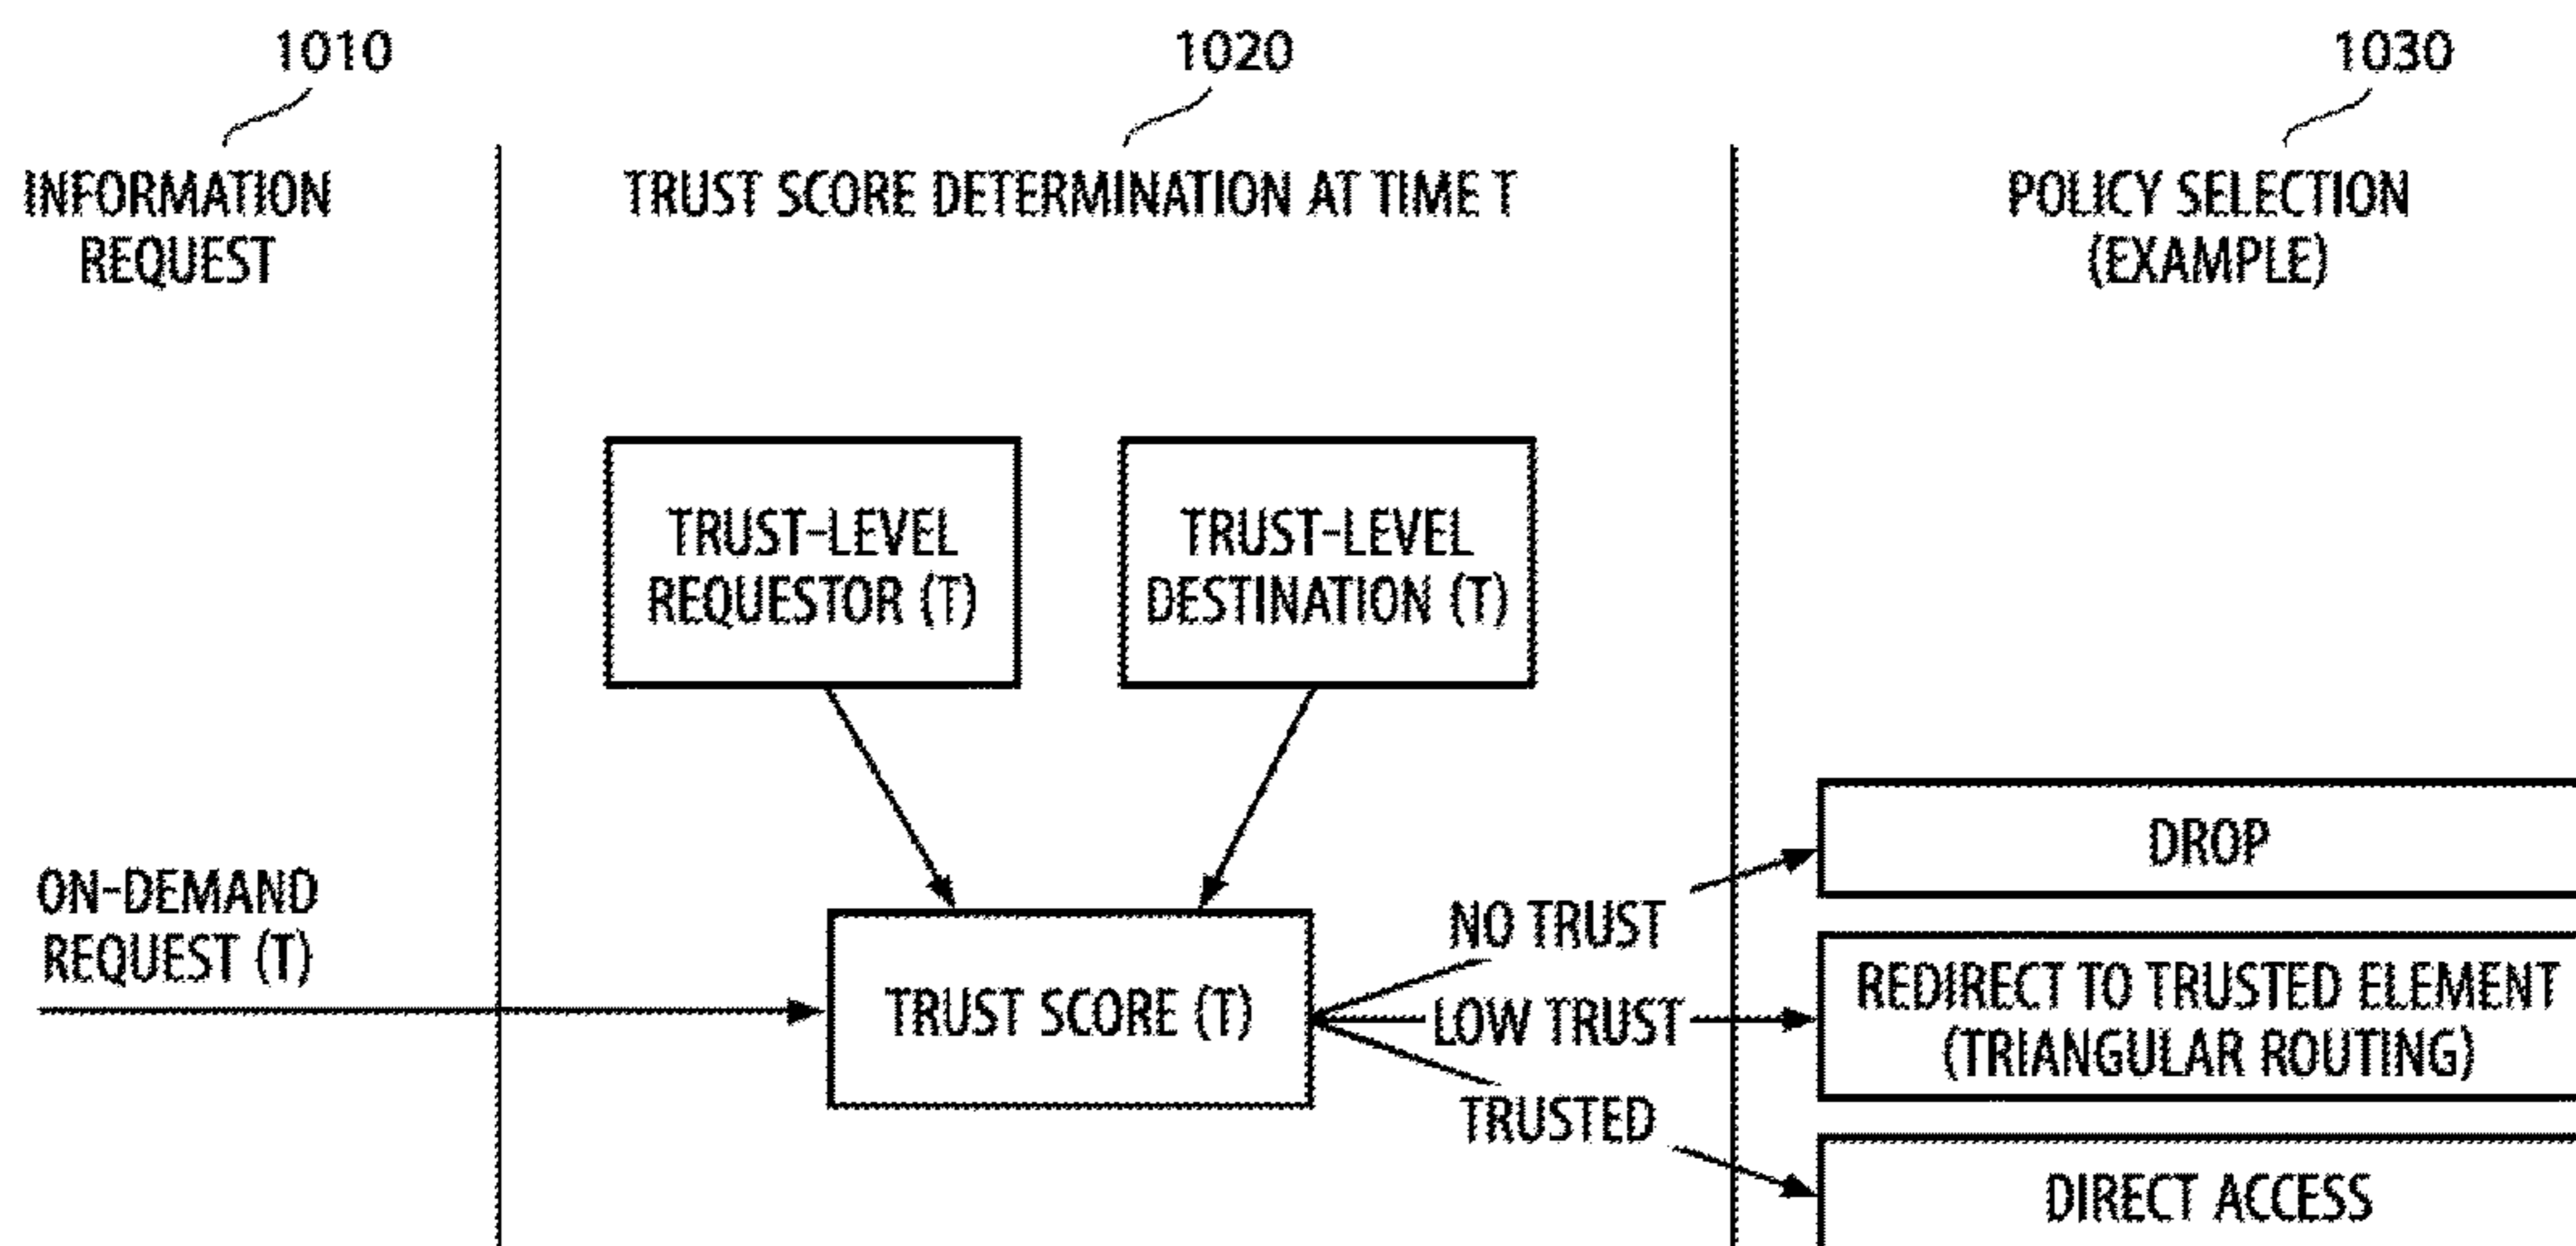 1010
1020
1030
INFORMATION
REQUEST
TRUST SCORE DETERMINATION AT TIME T
POLICY SELECTION
(EXAMPLE)
TRUST-LEVEL
REQUESTOR (T)
TRUST-LEVEL
DESTINATION (T)
ON-DEMAND
REQUEST (T)
TRUST SCORE (T)
NO TRUST
LOW TRUST
TRUSTED
DROP
REDIRECT TO TRUSTED ELEMENT
(TRIANGULAR ROUTING)
DIRECT ACCESS